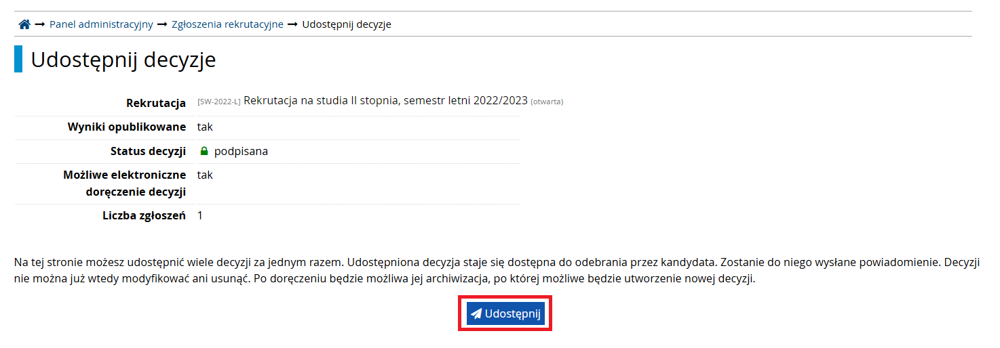 Panel administracyjny → Zgłoszenia rekrutacyjne → Udostępnij decyzje
Udostępnij decyzje
Rekrutacja [SW-2022-L] Rekrutacja na studia II stopnia, semestr letni 2022/2023 (otwarta)
Wyniki opublikowane tak
Status decyzji podpisana
Możliwe elektroniczne tak
doręczenie decyzji
Liczba zgłoszeń 1
Na tej stronie możesz udostępnić wiele decyzji za jednym razem. Udostępniona decyzja staje się dostępna do odebrania przez kandydata. Zostanie do niego wysłane powiadomienie. Decyzji
nie można już wtedy modyfikować ani usunąć. Po doręczeniu będzie możliwa jej archiwizacja, po której możliwe będzie utworzenie nowej decyzji.
Udostępnij